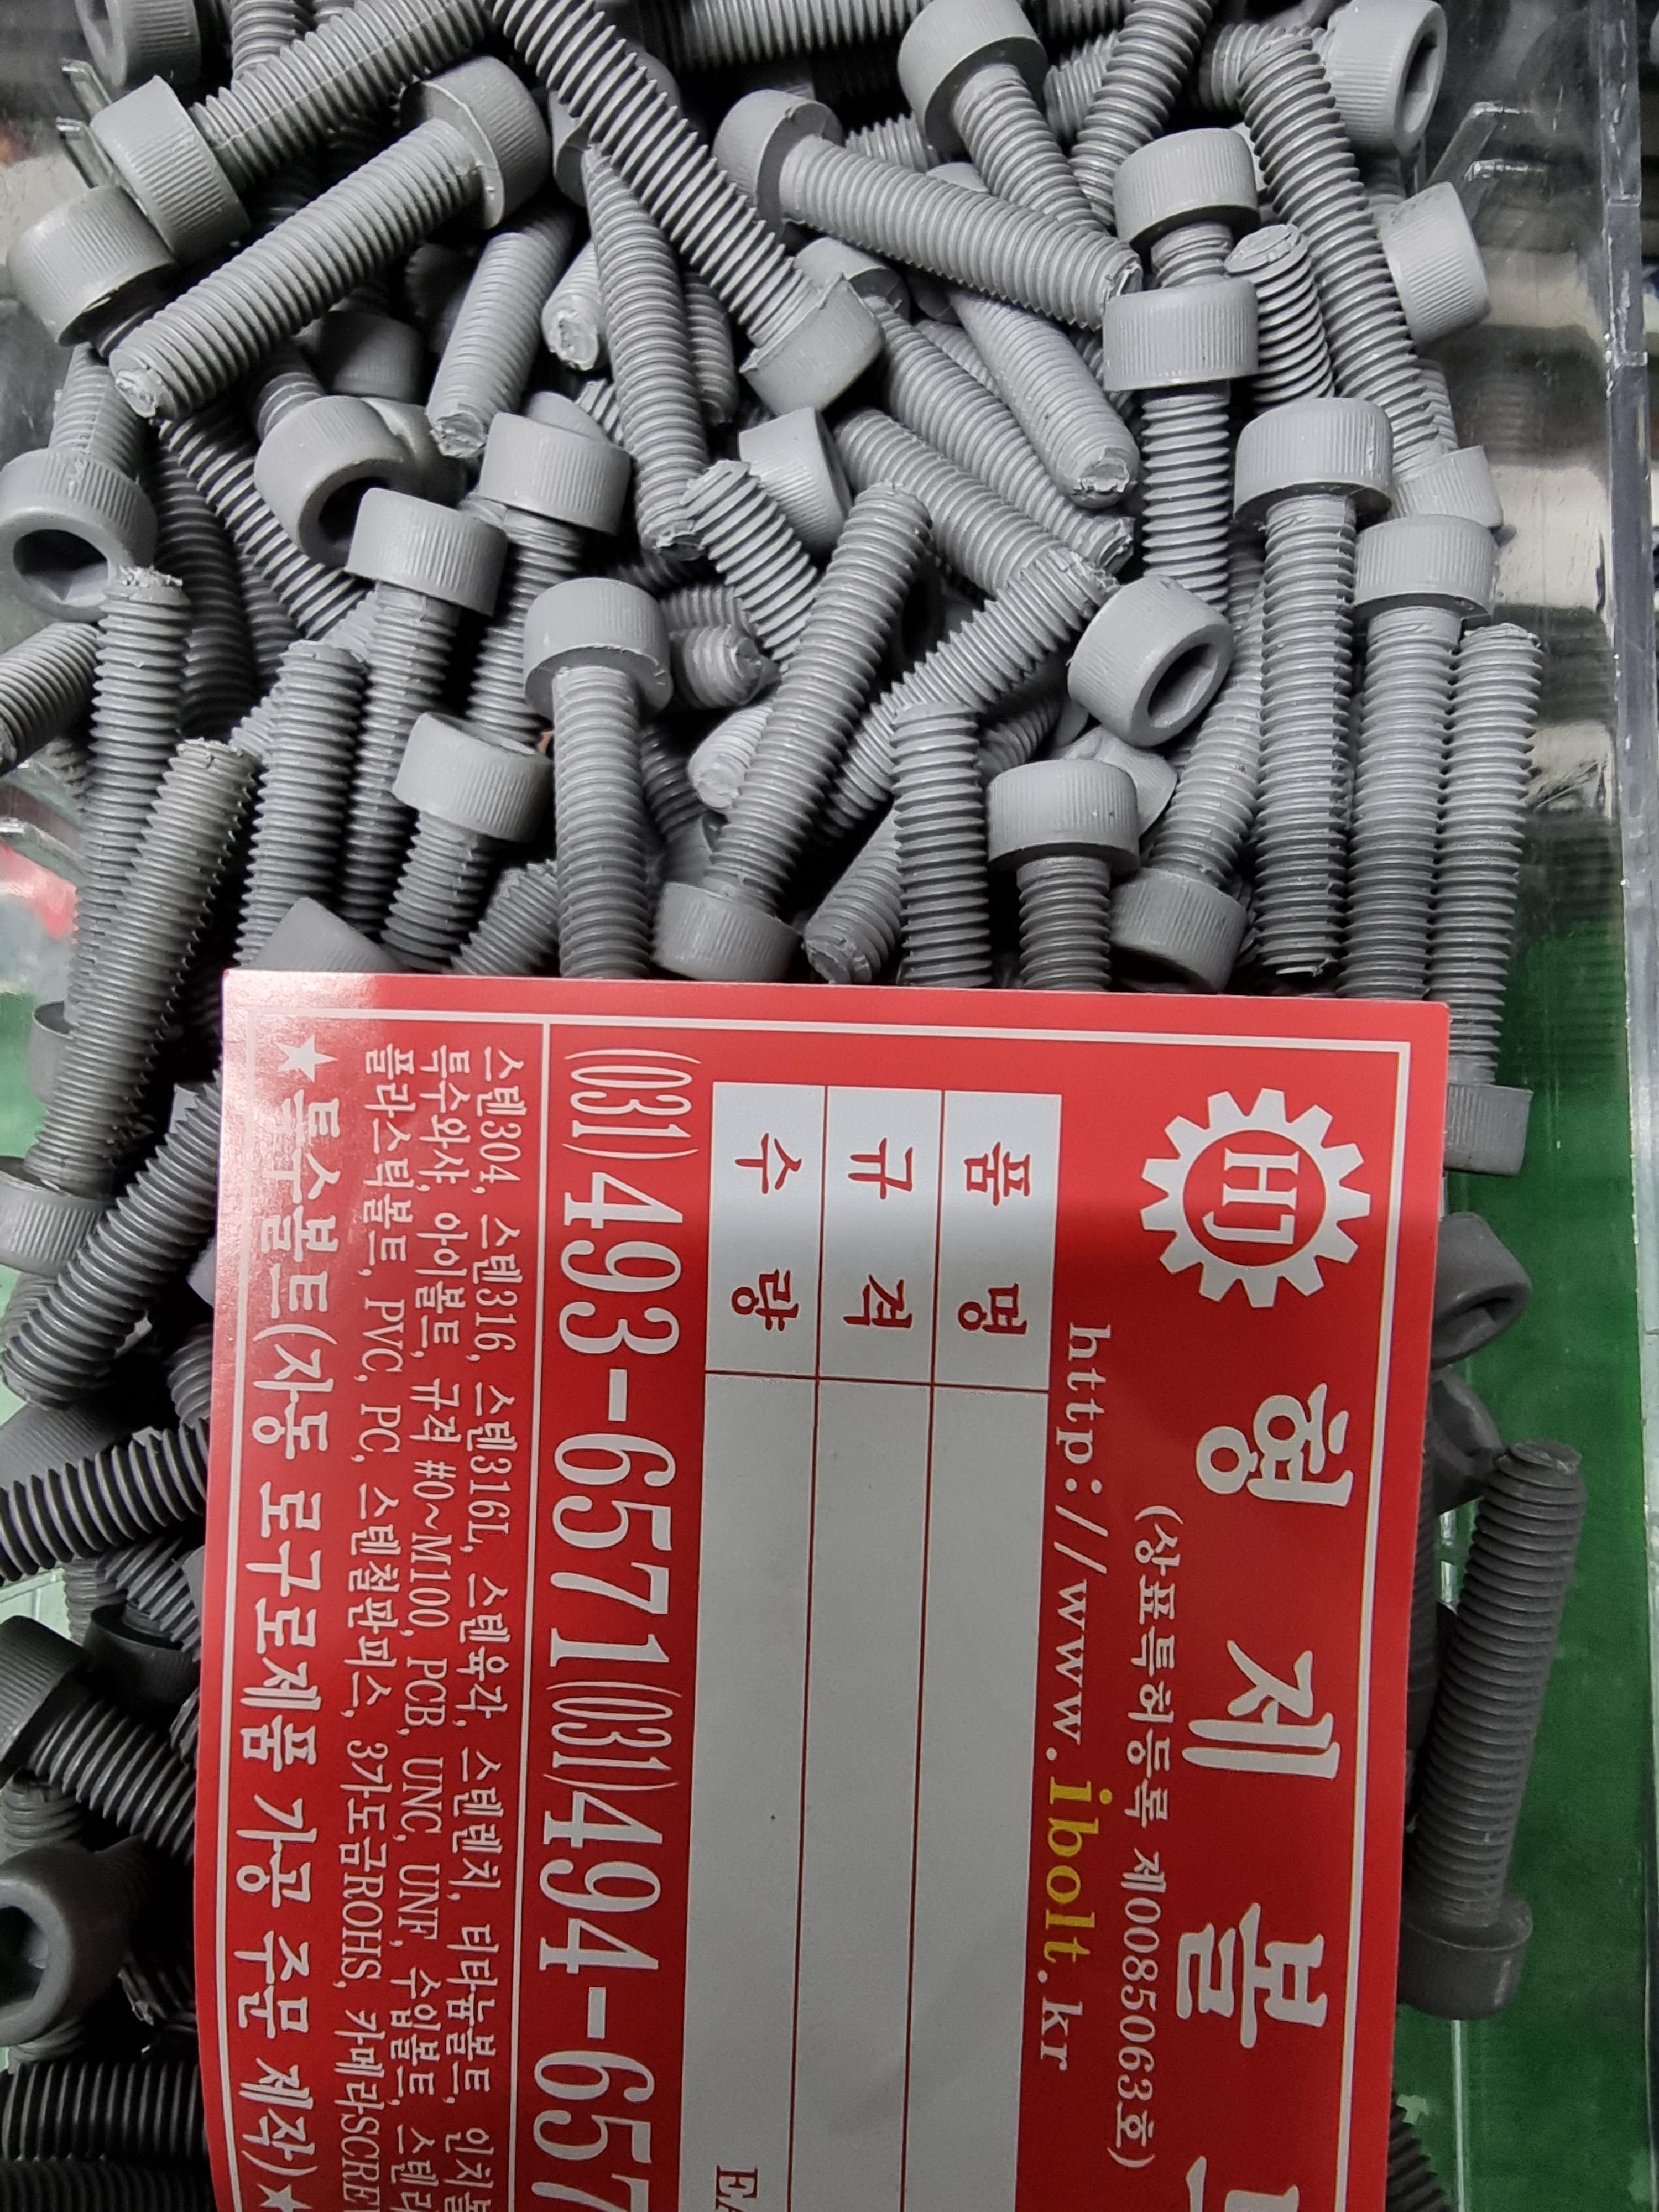 HJ 형제볼
(상표특허등록 제0085063호)
http://www.ibolt.kr
품명
규격
수량
(031)493-6571(031)494-657
스텐304, 스텐316, 스텐316L, 스텐육각, 스텐렌치, 티타늄볼트, 인치볼
특수와샤, 아이볼트, 규격 #0~M100, PCB, UNC, UNF, 수입볼트, 스텐리
플라스틱볼트, PVC, PC, 스텐철판피스, 3가도금ROHS, 카메라SCREW
★ 특수볼트(자동 로구로제품 가공 주문 제작)★